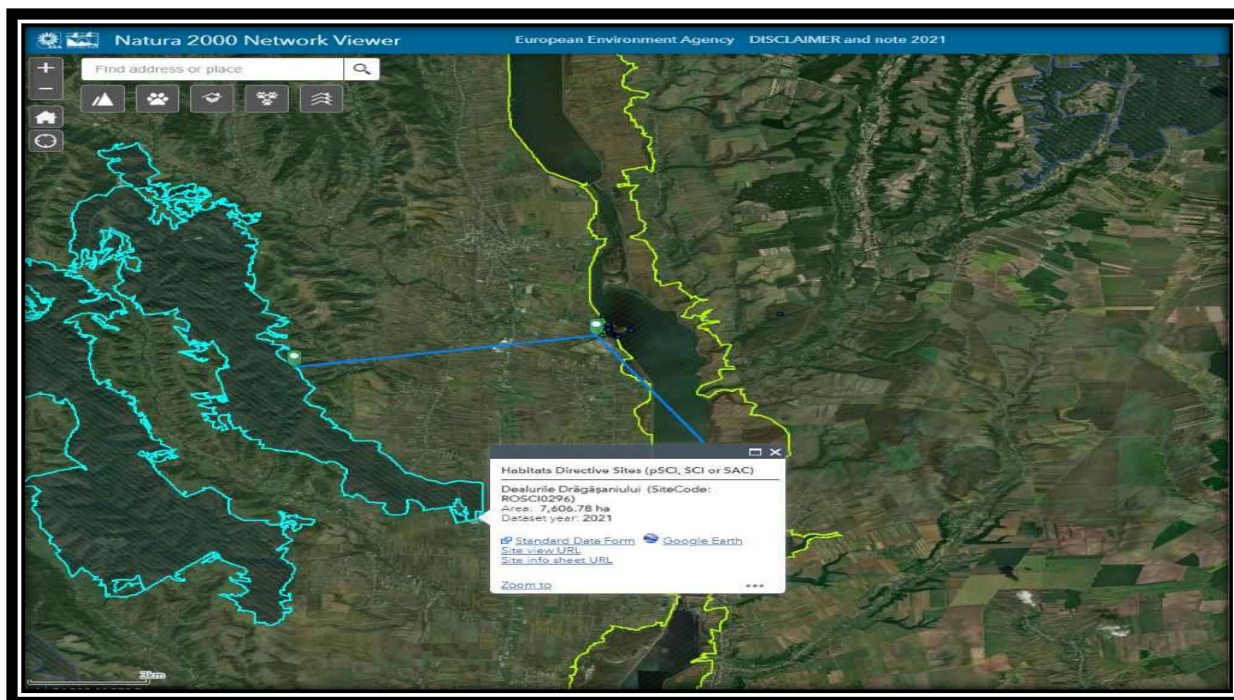 Natura 2000 Network Viewer
European Environment Agency DISCLAIMER and note 2021
Find address or place
Habitats Directive Sites (pSCI, SCI or SAC)
Dealurile Drăgășaniului (SiteCode:
ROSCI0296)
Area: 7,606.78 ha
Dataset year: 2021
Standard Data Form Google Earth
Site view URL
Site info sheet URL
Zoom to
3km